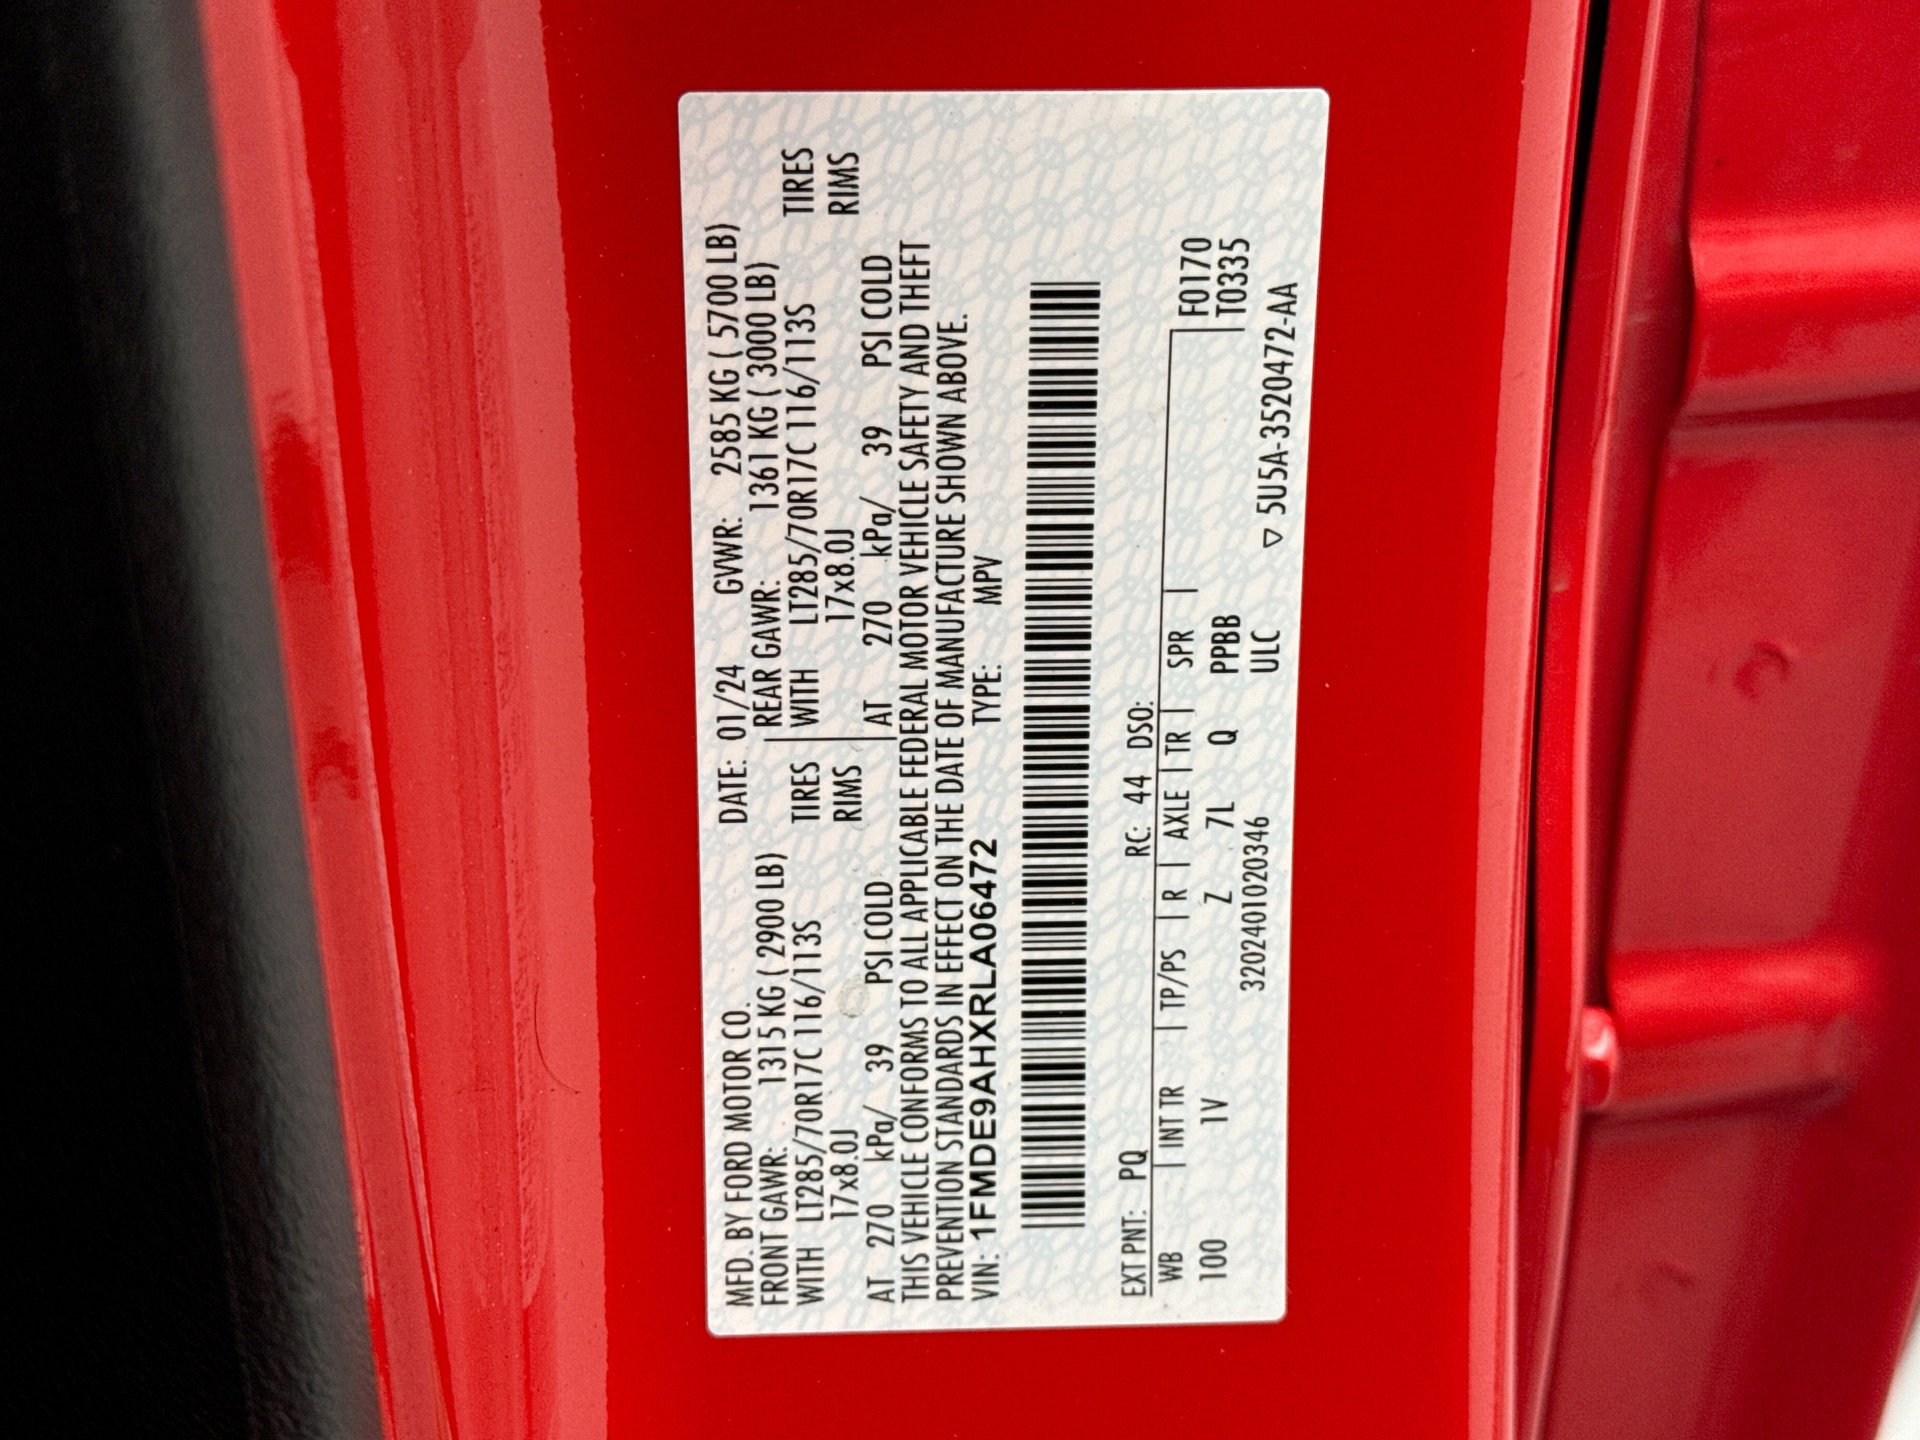 MFD. BY FORD MOTOR CO. DATE: 01/24 GVWR: 2585 KG ( 5700 LB)
FRONT GAWR: 1315 KG ( 2900 LB) REAR GAWR: 1361 KG ( 3000 LB)
WITH LT285/70R17C 116/113S TIRES WITH LT285/70R17C 116/113S TIRES
17x8.0J RIMS 17x8.0J RIMS
AT 270 kPa/ 39 PSI COLD AT 270 kPa/ 39 PSI COLD
THIS VEHICLE CONFORMS TO ALL APPLICABLE FEDERAL MOTOR VEHICLE SAFETY AND THEFT
PREVENTION STANDARDS IN EFFECT ON THE DATE OF MANUFACTURE SHOWN ABOVE.
VIN: 1FMDE9AHXRLA06472 TYPE: MPV
EXT PNT: PQ RC: 44 DSO:
WB INT TR TP/PS R AXLE TR SPR F0170
100 1V Z 7L Q PPBB T0335
3202401020346 ULC
▽ 5U5A-3520472-AA